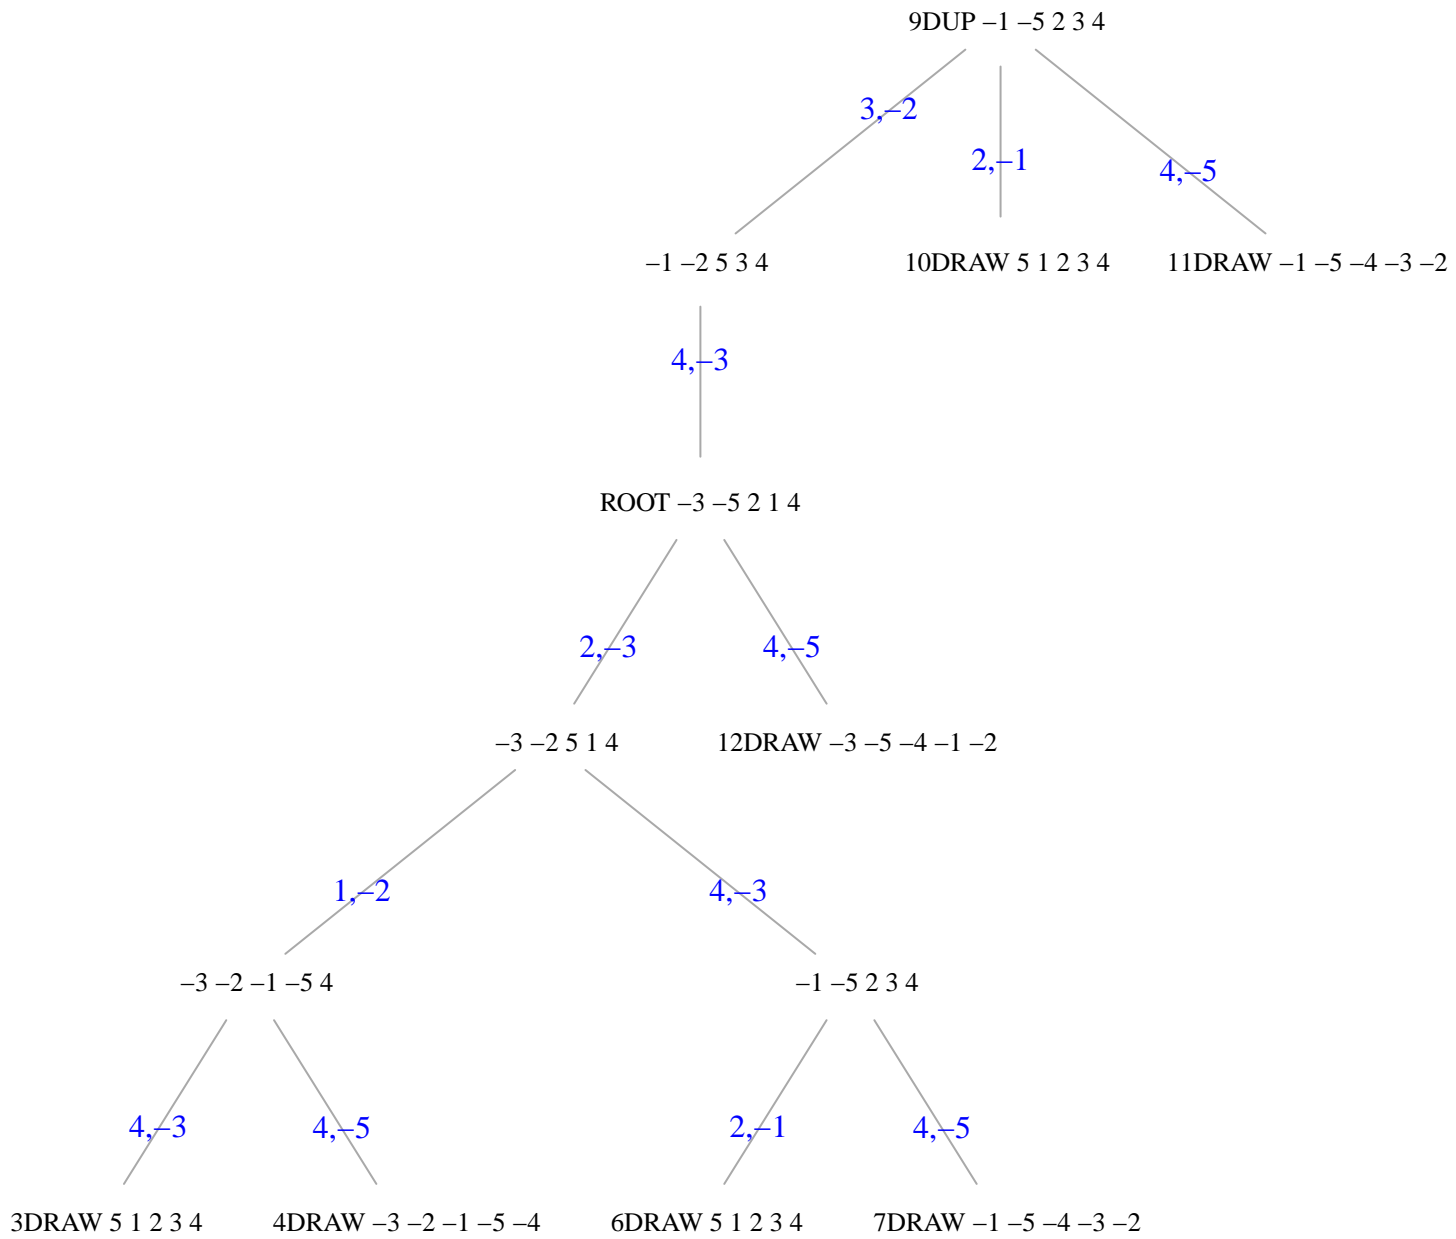 9DUP –1 –5 2 3 4
3,–2
2,–1
4,–5
–1 –2 5 3 4
10DRAW 5 1 2 3 4
11DRAW –1 –5 –4 –3 –2
4,–3
ROOT –3 –5 2 1 4
2,–3
4,–5
–3 –2 5 1 4
12DRAW –3 –5 –4 –1 –2
1,–2
4,–3
–3 –2 –1 –5 4
–1 –5 2 3 4
4,–3
4,–5
2,–1
4,–5
3DRAW 5 1 2 3 4
4DRAW –3 –2 –1 –5 –4
6DRAW 5 1 2 3 4
7DRAW –1 –5 –4 –3 –2